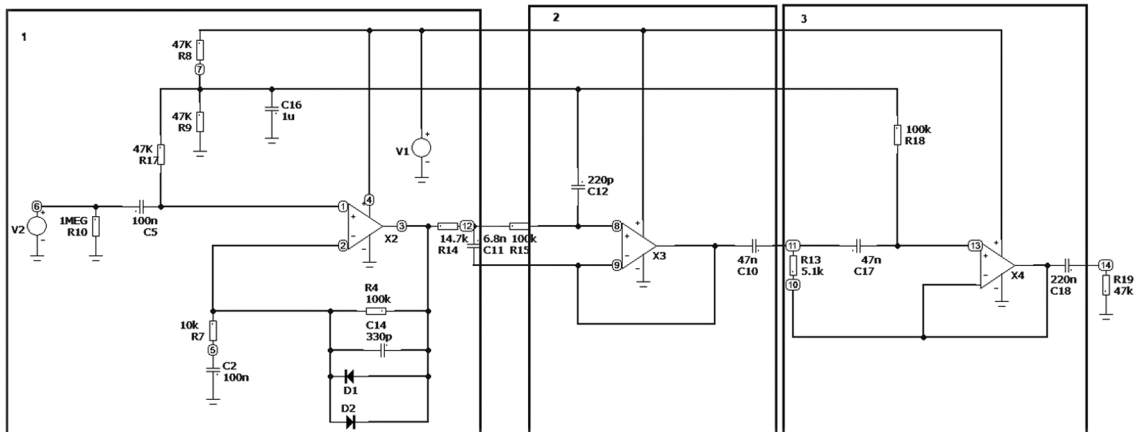 1
2
3
47K
R8
7
C16
1u
47K
R9
47K
R17
V1
100k
R18
220p
C12
6
V2
1MEG
R10
100n
C5
1
+
-
2
4
3
X2
14.7k
R14
12
6.8n
C11
100k
R15
8
9
+
-
X3
47n
C10
11
R13
5.1k
10
47n
C17
13
+
-
X4
220n
C18
14
R19
47k
R4
100k
C14
330p
10k
R7
5
C2
100n
D1
D2